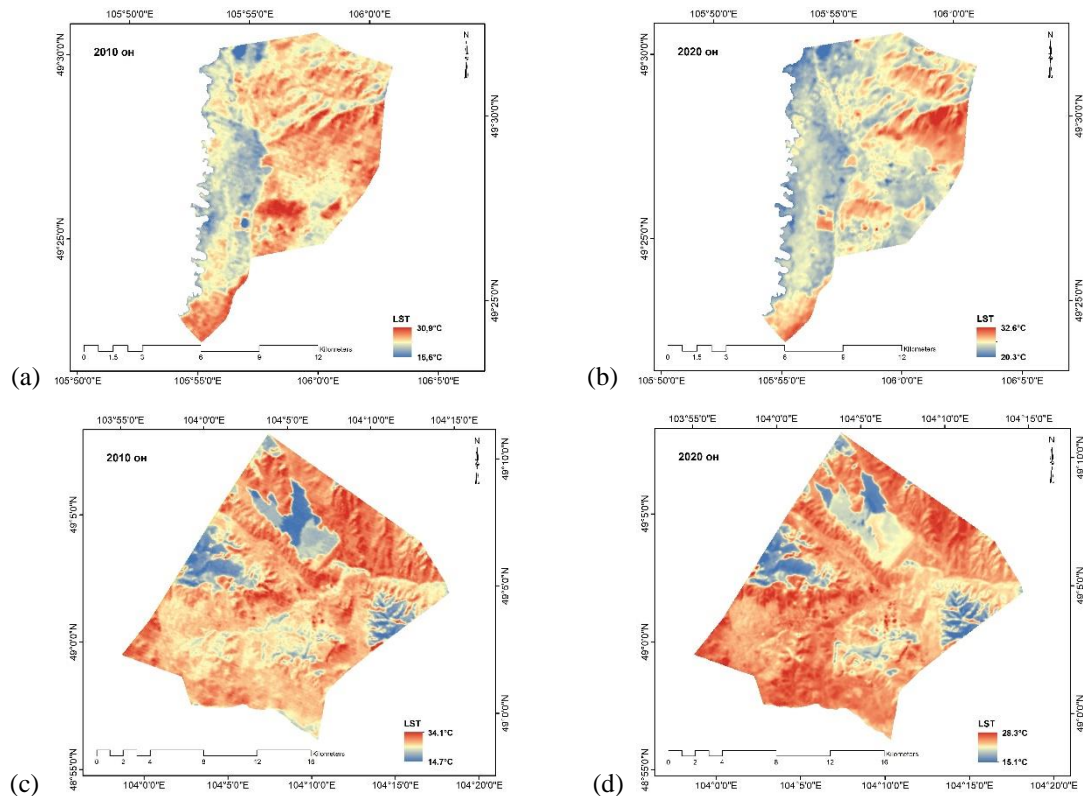 105°50'0"E 105°55'0"E 106°0'0"E
2010 он
N
49°30'0"N
49°30'0"N
49°25'0"N
49°25'0"N
LST
30,9°C
15,6°C
Kilometers
0 1.5 3 6 9 12
105°50'0"E 105°55'0"E 106°0'0"E 106°5'0"E
(a)
105°50'0"E 105°55'0"E 106°0'0"E
2020 он
N
49°30'0"N
49°30'0"N
49°25'0"N
49°25'0"N
LST
32.6°C
20.3°C
Kilometers
0 1.5 3 6 9 12
105°50'0"E 105°55'0"E 106°0'0"E 106°5'0"E
(b)
103°55'0"E 104°0'0"E 104°5'0"E 104°10'0"E 104°15'0"E
2010 он
N
49°10'0"N
49°5'0"N
49°5'0"N
49°0'0"N
49°0'0"N
48°55'0"N
LST
34.1°C
14.7°C
Kilometers
0 2 4 8 12 16
104°0'0"E 104°5'0"E 104°10'0"E 104°15'0"E 104°20'0"E
(c)
103°55'0"E 104°0'0"E 104°5'0"E 104°10'0"E 104°15'0"E
2020 он
N
49°10'0"N
49°5'0"N
49°5'0"N
49°0'0"N
49°0'0"N
48°55'0"N
LST
28.3°C
15.1°C
Kilometers
0 2 4 8 12 16
104°0'0"E 104°5'0"E 104°10'0"E 104°15'0"E 104°20'0"E
(d)